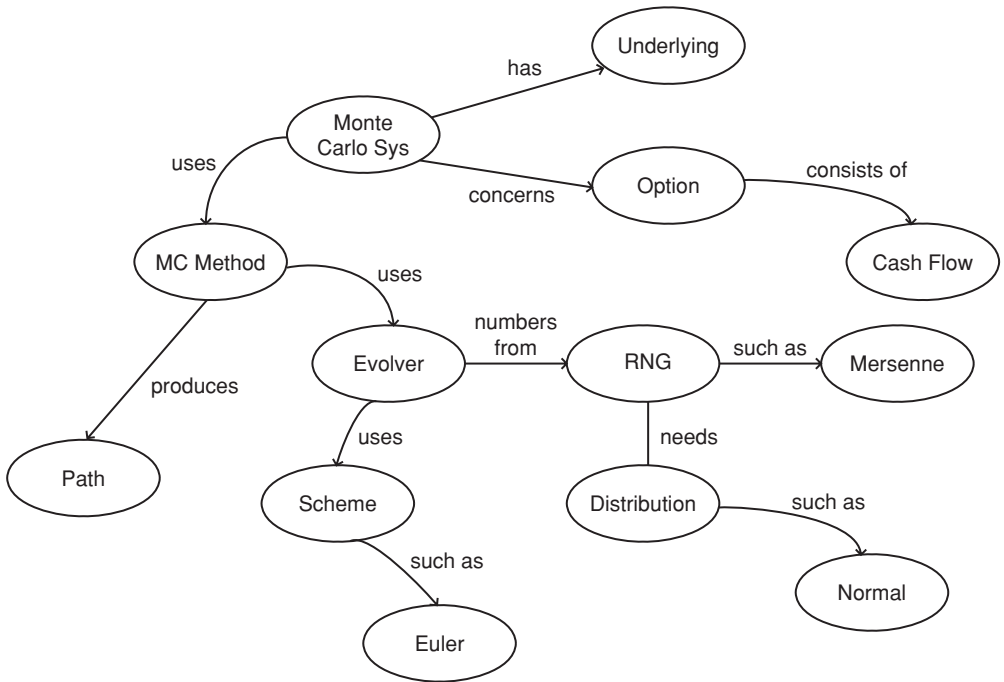 Underlying
has
Monte
Carlo Sys
uses
concerns
Option
consists of
MC Method
Cash Flow
uses
numbers
from
Evolver
RNG
such as
Mersenne
produces
uses
needs
Path
Scheme
Distribution
such as
such as
Normal
Euler